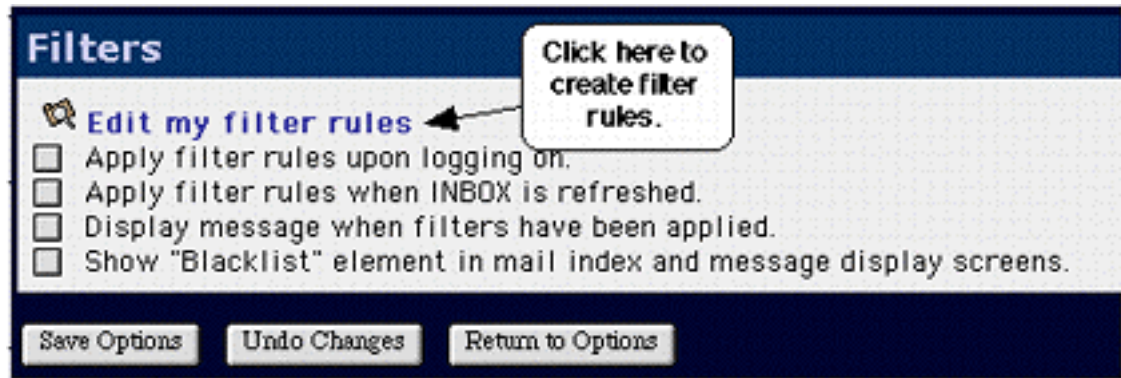 Filters
Click here to
create filter
rules.
Edit my filter rules
Apply filter rules upon logging on.
Apply filter rules when INBOX is refreshed.
Display message when filters have been applied.
Show "Blacklist" element in mail index and message display screens.
Save Options
Undo Changes
Return to Options